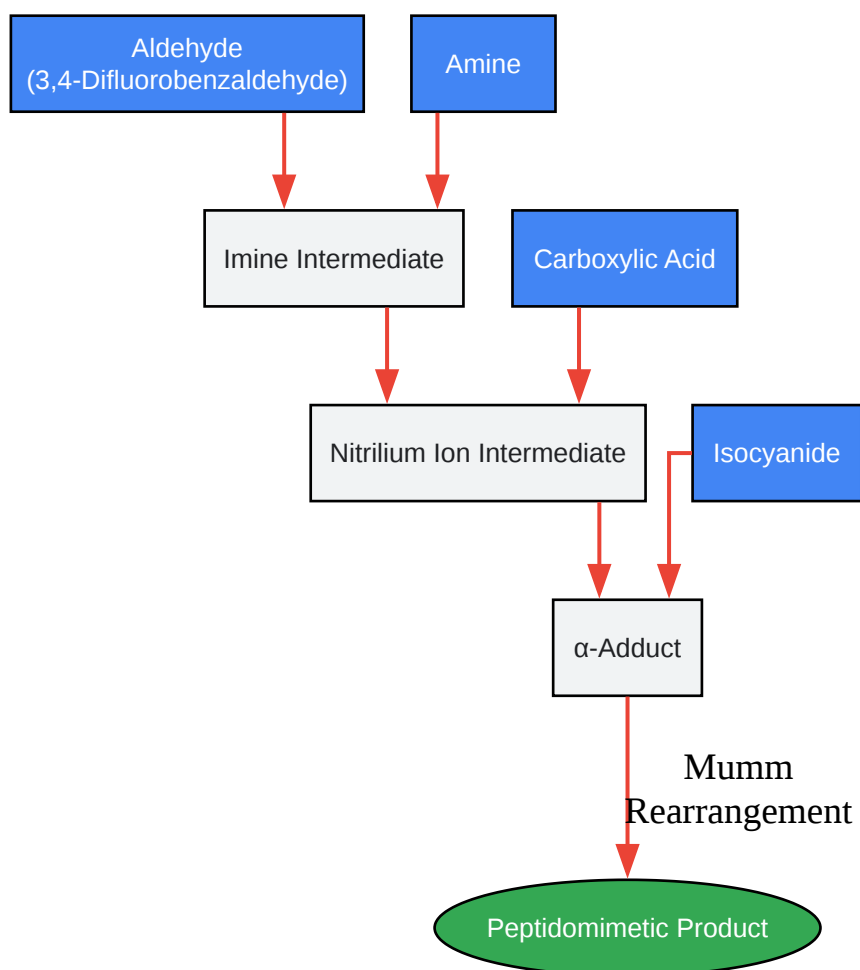 Aldehyde
(3,4-Difluorobenzaldehyde)
Amine
Imine Intermediate
Carboxylic Acid
Nitrilium Ion Intermediate
Isocyanide
α-Adduct
Mumm
Rearrangement
Peptidomimetic Product